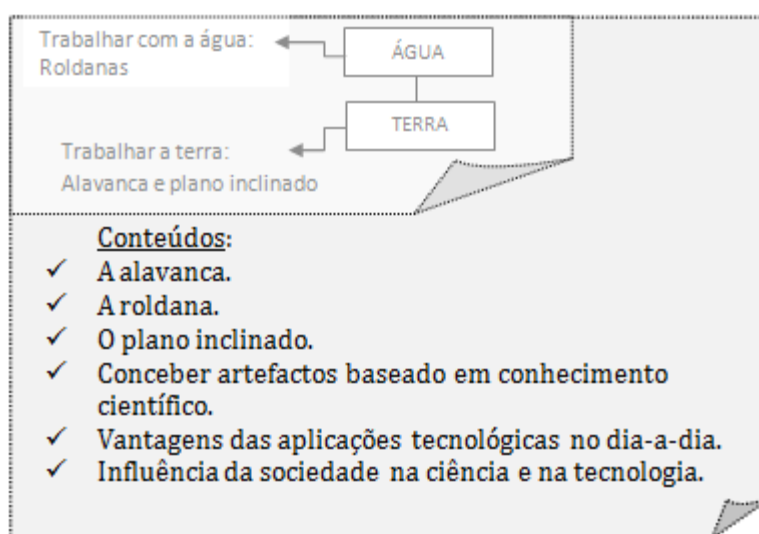 Trabalhar com a água:
Roldanas
ÁGUA
TERRA
Trabalhar a terra:
Alavanca e plano inclinado
Conteúdos:
✓ A alavanca.
✓ A roldana.
✓ O plano inclinado.
✓ Conceber artefactos baseado em conhecimento
científico.
✓ Vantagens das aplicações tecnológicas no dia-a-dia.
✓ Influência da sociedade na ciência e na tecnologia.